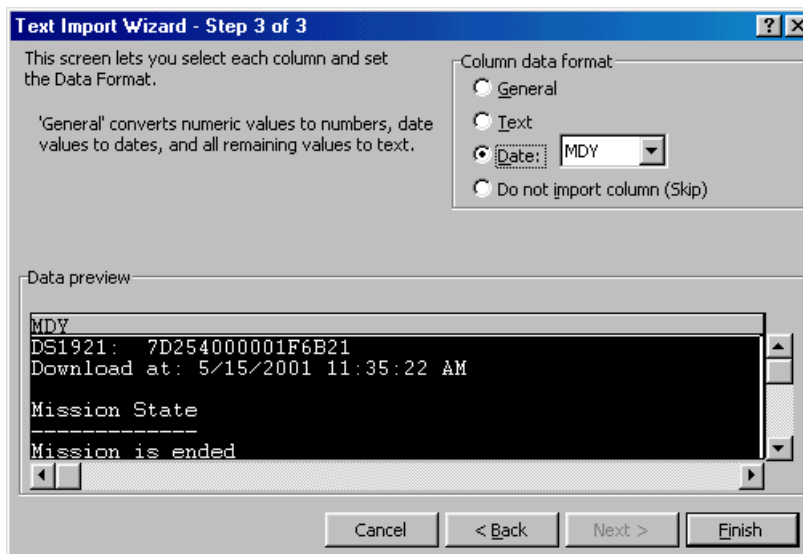 Text Import Wizard - Step 3 of 3
This screen lets you select each column and set
the Data Format.
'General' converts numeric values to numbers, date
values to dates, and all remaining values to text.
Column data format
General
Text
Date: MDY
Do not import column (Skip)
Data preview
MDY
DS1921: 7D254000001F6B21
Download at: 5/15/2001 11:35:22 AM
Mission State
-------------
Mission is ended
Cancel < Back Next > Finish